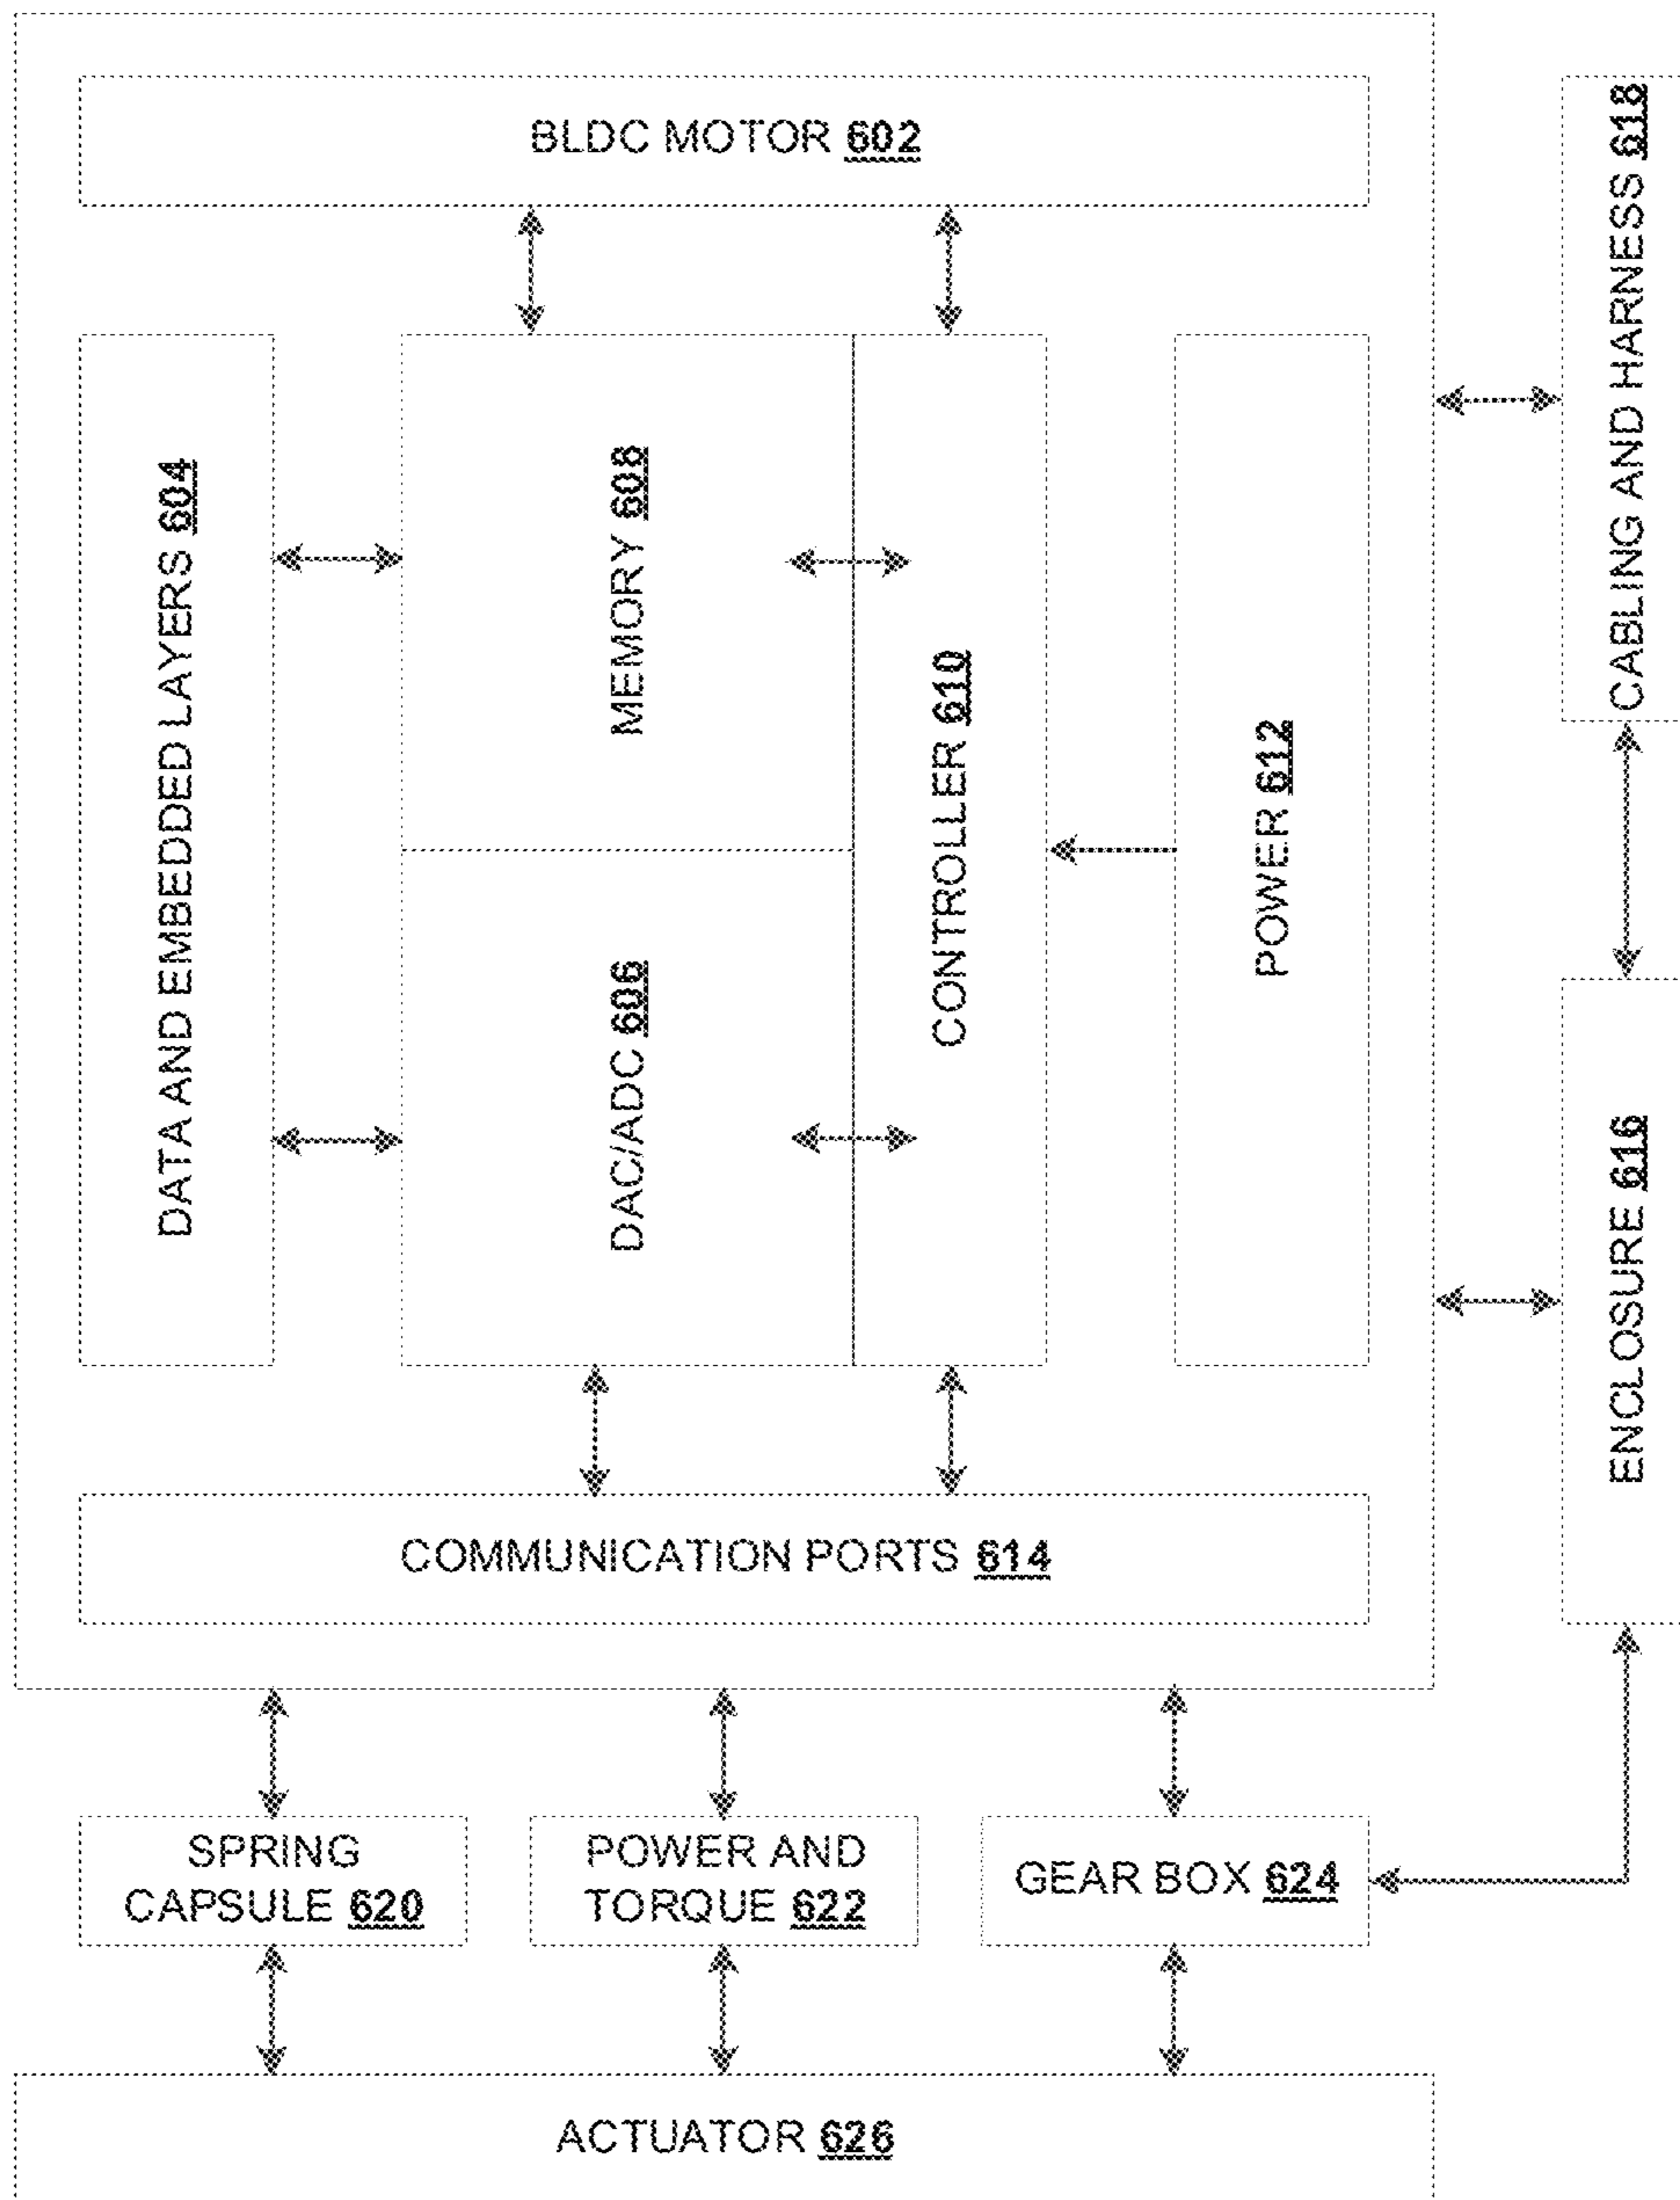 BLDC MOTOR 602
DATA AND EMBEDDED LAYERS 604
MEMORY 608
DAC/ADC 606
CONTROLLER 610
POWER 612
CABLING AND HARNESS 618
ENCLOSURE 616
COMMUNICATION PORTS 614
SPRING
CAPSULE 620
POWER AND
TORQUE 622
GEAR BOX 624
ACTUATOR 626